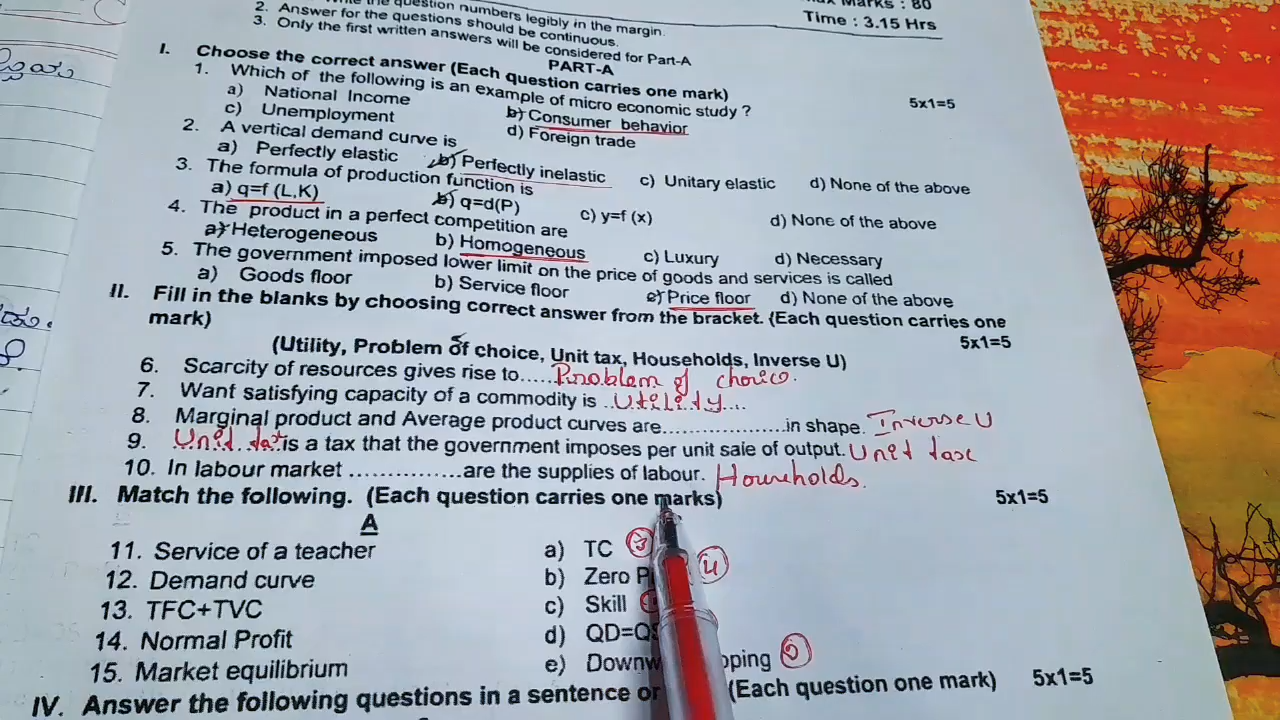 question numbers legibly in the margin.
2. Answer for the questions should be continuous.
3. Only the first written answers will be considered for Part-A
Marks : 80
Time : 3.15 Hrs
PART-A
I. Choose the correct answer (Each question carries one mark) 5x1=5
1. Which of the following is an example of micro economic study ?
a) National Income b) Consumer behavior
c) Unemployment d) Foreign trade
2. A vertical demand curve is
a) Perfectly elastic b) Perfectly inelastic c) Unitary elastic d) None of the above
3. The formula of production function is
a) q=f (L,K) b) q=d(P) c) y=f (x) d) None of the above
4. The product in a perfect competition are
a) Heterogeneous b) Homogeneous c) Luxury d) Necessary
5. The government imposed lower limit on the price of goods and services is called
a) Goods floor b) Service floor c) Price floor d) None of the above
II. Fill in the blanks by choosing correct answer from the bracket. (Each question carries one
mark) 5x1=5
(Utility, Problem of choice, Unit tax, Households, Inverse U)
6. Scarcity of resources gives rise to..... Problem of choice.
7. Want satisfying capacity of a commodity is ..Utility....
8. Marginal product and Average product curves are..................in shape. Inverse U
9. Unit tax is a tax that the government imposes per unit sale of output. Unit tax
10. In labour market ................are the supplies of labour. Households.
III. Match the following. (Each question carries one marks) 5x1=5
A
11. Service of a teacher a) TC 3
12. Demand curve b) Zero 4
13. TFC+TVC c) Skill
14. Normal Profit d) QD=QS
15. Market equilibrium e)
IV. Answer the following questions in a sentence or (Each question one mark) 5x1=5